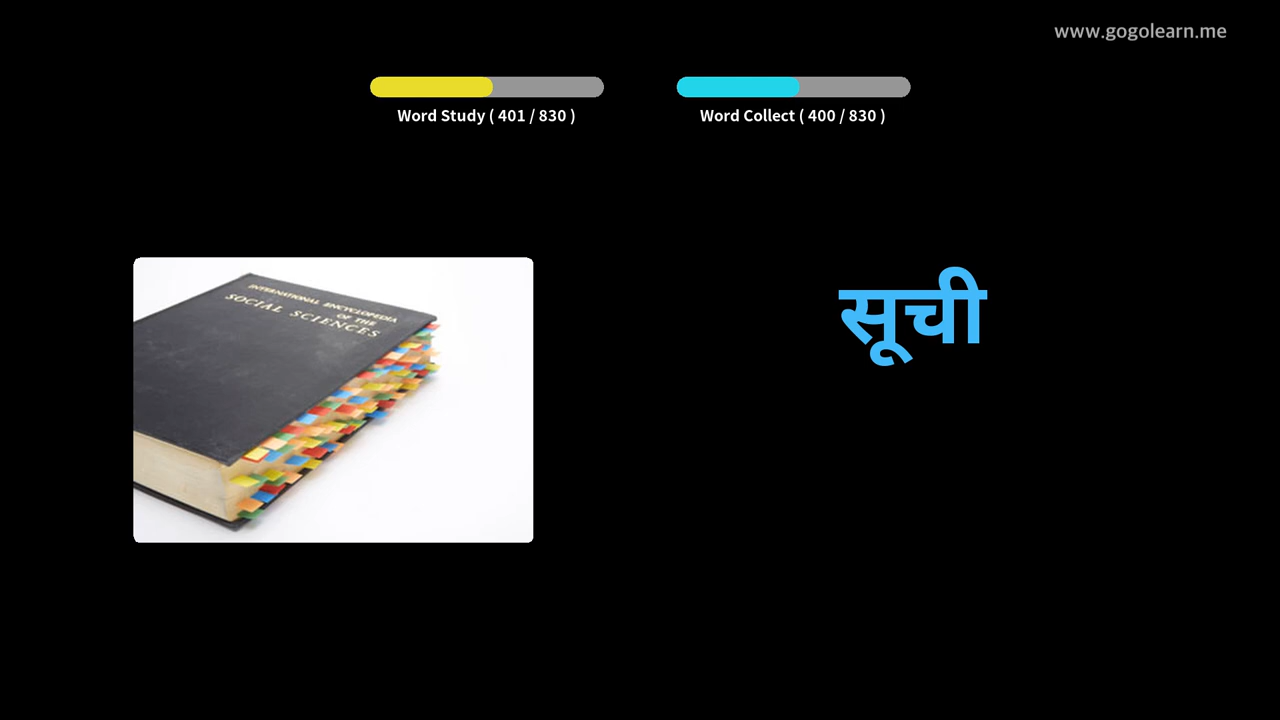 www.gogolearn.me
Word Study ( 401 / 830 )
Word Collect ( 400 / 830 )
INTERNATIONAL ENCYCLOPEDIA
OF THE
SOCIAL SCIENCES
सूची